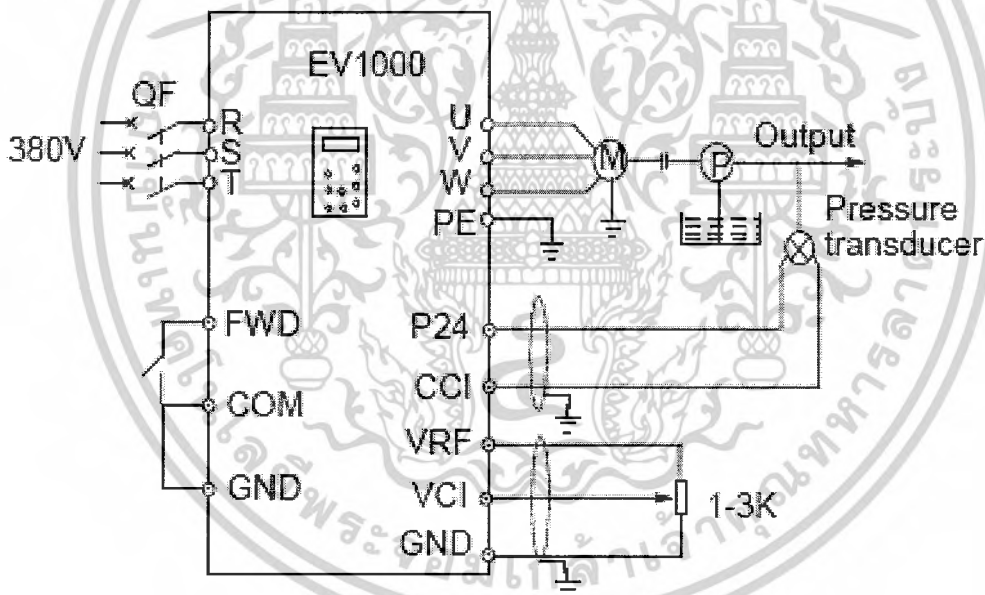 EV1000
QF
380V
R
S
T
U
V
W
PE
M
P
Output
Pressure
transducer
FWD
COM
GND
P24
CCI
VRF
VCI
GND
1-3K